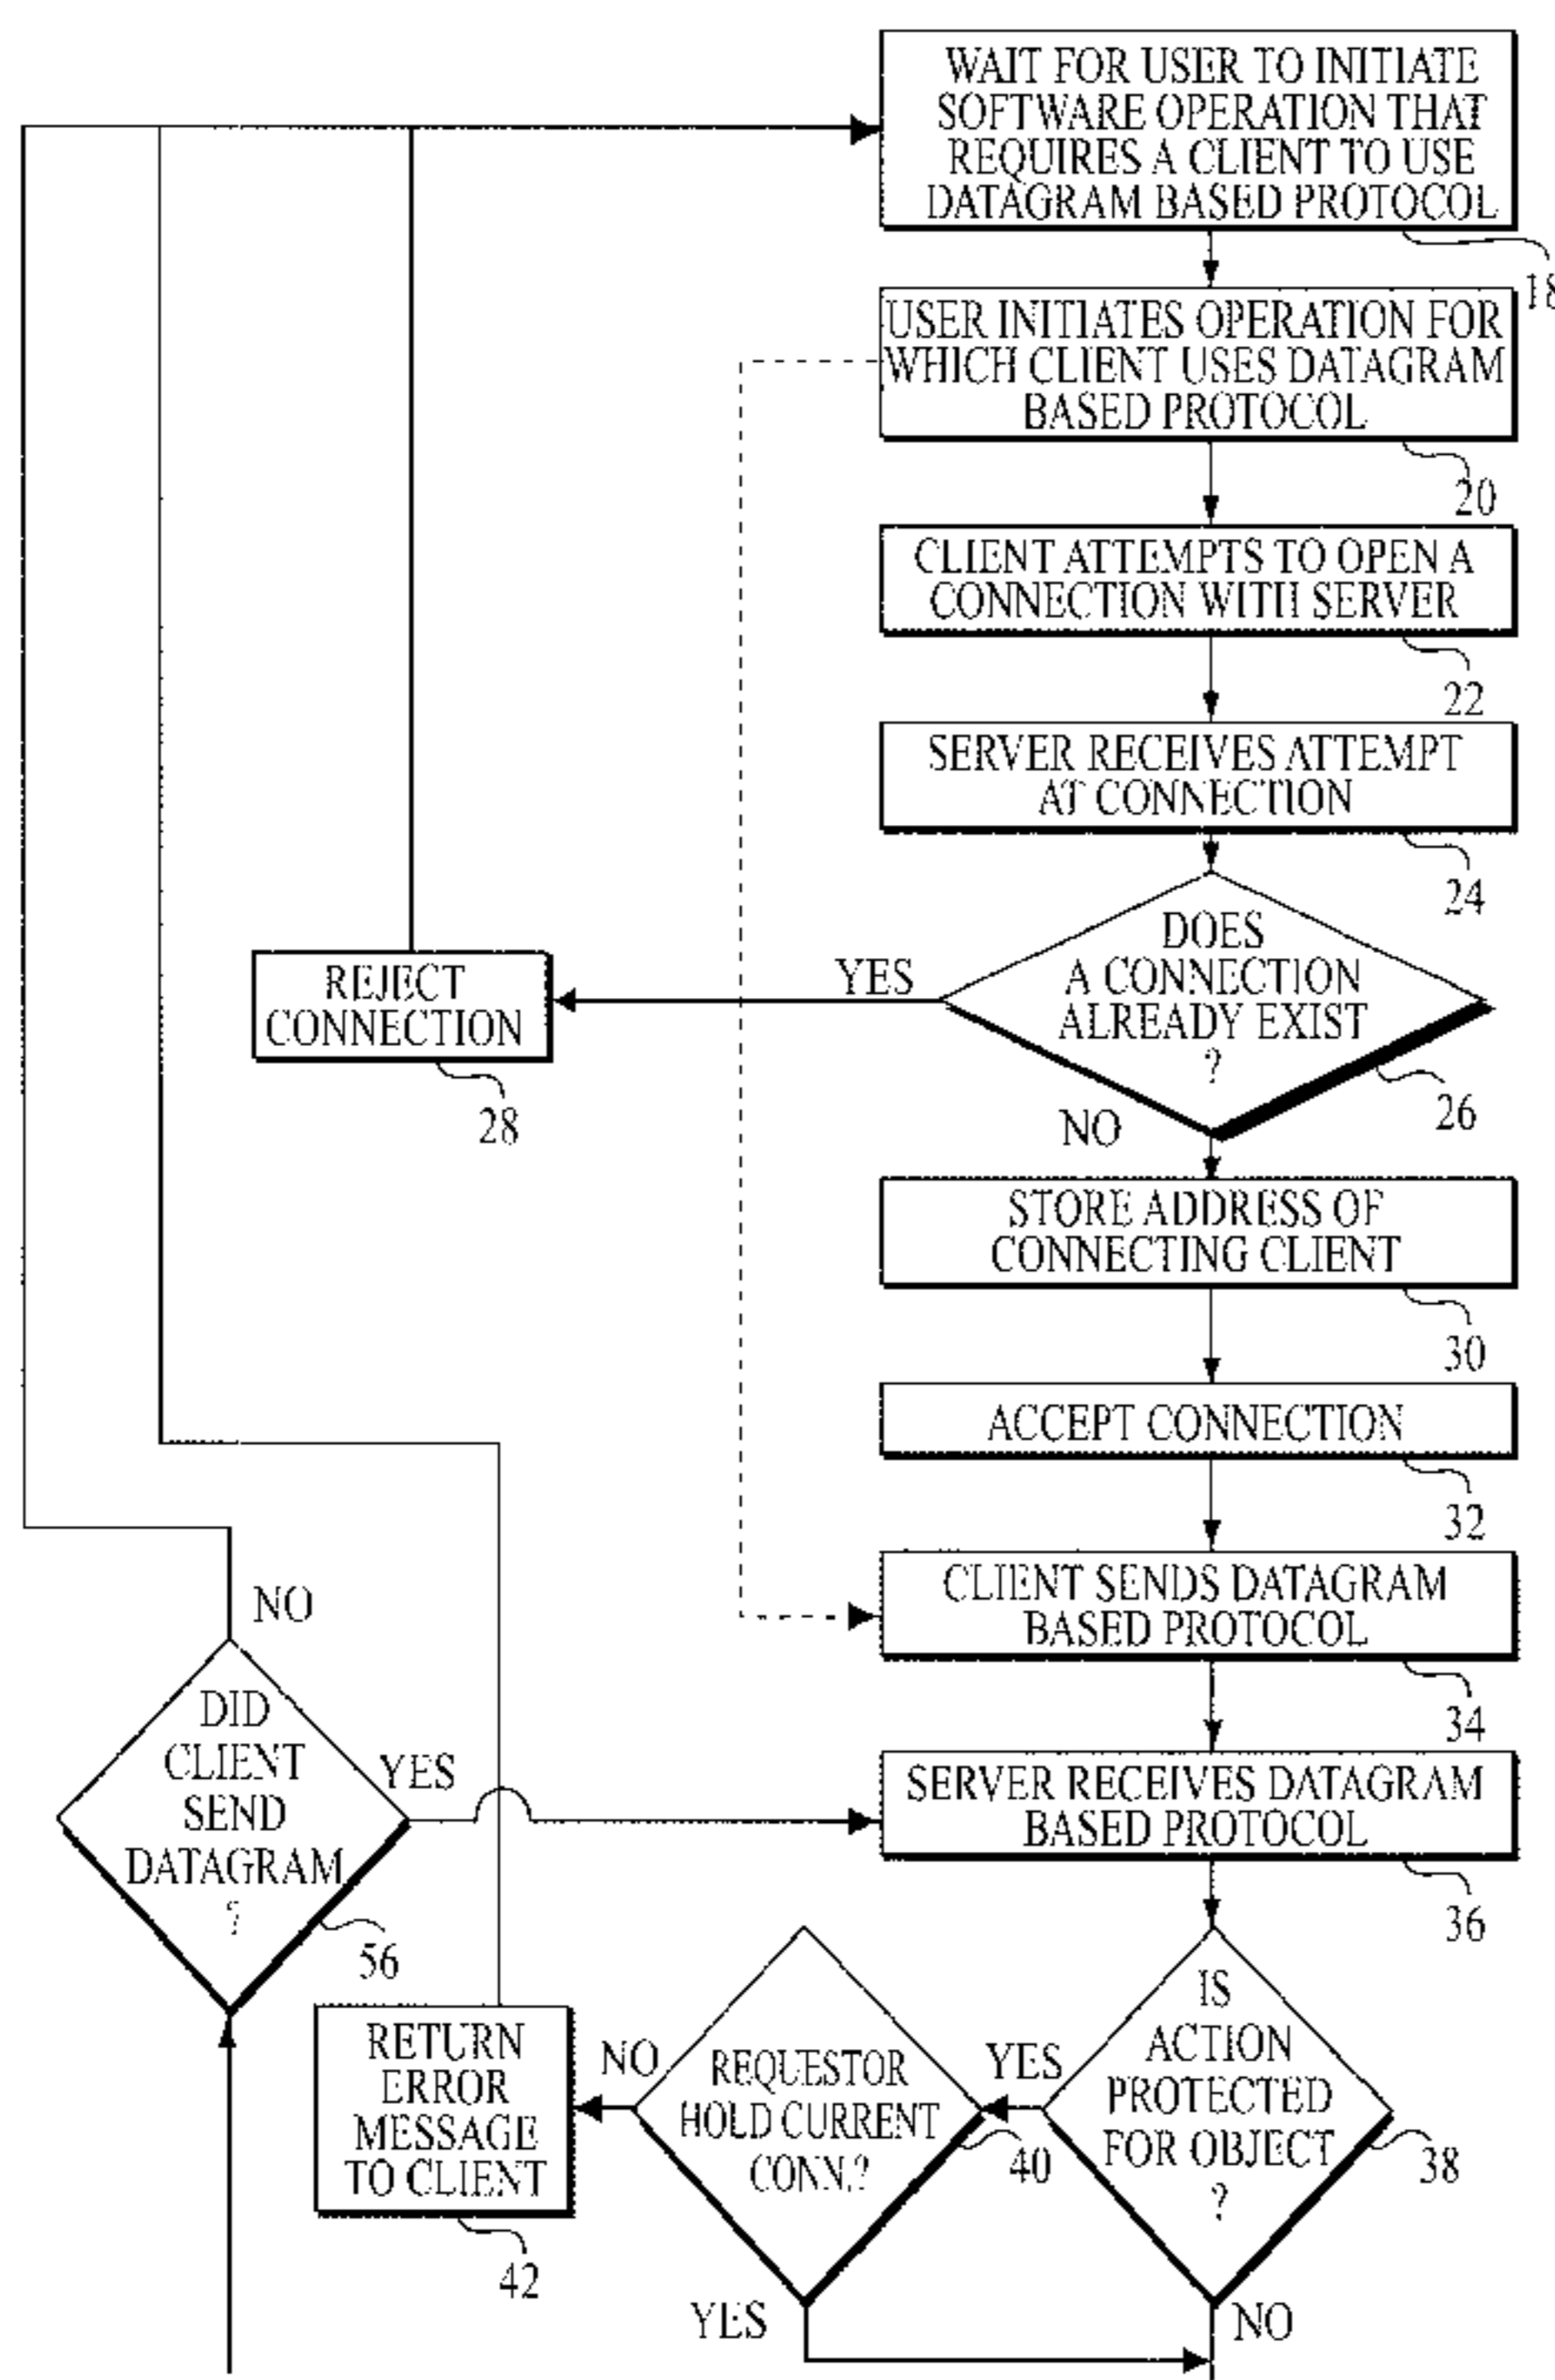 WAIT FOR USER TO INITIATE
SOFTWARE OPERATION THAT
REQUIRES A CLIENT TO USE
DATAGRAM BASED PROTOCOL
18
USER INITIATES OPERATION FOR
WHICH CLIENT USES DATAGRAM
BASED PROTOCOL
20
CLIENT ATTEMPTS TO OPEN A
CONNECTION WITH SERVER
22
SERVER RECEIVES ATTEMPT
AT CONNECTION
24
DOES
A CONNECTION
ALREADY EXIST
?
26
YES
REJECT
CONNECTION
28
NO
STORE ADDRESS OF
CONNECTING CLIENT
30
ACCEPT CONNECTION
32
CLIENT SENDS DATAGRAM
BASED PROTOCOL
34
NO
DID
CLIENT
SEND
DATAGRAM
?
56
YES
SERVER RECEIVES DATAGRAM
BASED PROTOCOL
36
IS
ACTION
PROTECTED
FOR OBJECT
?
38
YES
REQUESTOR
HOLD CURRENT
CONN.?
40
NO
RETURN
ERROR
MESSAGE
TO CLIENT
42
YES
NO